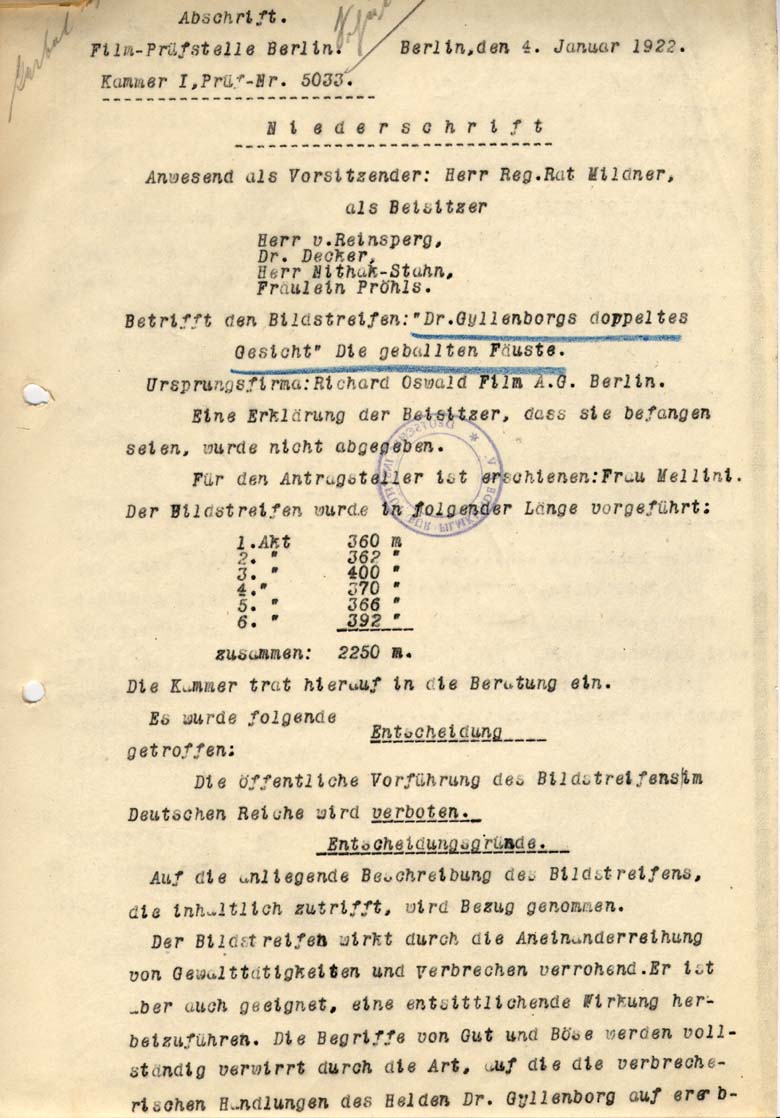 Abschrift.
Film-Prüfstelle Berlin. Berlin,den 4. Januar 1922.
Kammer I,Prüf-Nr. 5033.
Niederschrift
Anwesend als Vorsitzender: Herr Reg.Rat Mildner,
als Beisitzer
Herr v.Reinsperg,
Dr. Decker,
Herr Nithak-Stahn,
Fräulein Pröhls.
Betrifft den Bildstreifen:"Dr.Gyllenborgs doppeltes
Gesicht" Die geballten Fäuste.
Ursprungsfirma:Richard Oswald Film A.G. Berlin.
Eine Erklärung der Beisitzer, dass sie befangen
seien, wurde nicht abgegeben.
Für den Antragsteller ist erschienen:Frau Mellini.
Der Bildstreifen wurde in folgender Länge vorgeführt:
1.Akt 360 m
2. " 362 "
3. " 400 "
4." 370 "
5. " 366 "
6. " 392 "
zusammen: 2250 m.
Die Kammer trat hierauf in die Beratung ein.
Es wurde folgende
Entscheidung
getroffen:
Die öffentliche Vorführung des Bildstreifens im
Deutschen Reiche wird verboten.
Entscheidungsgründe.
Auf die anliegende Beschreibung des Bildstreifens,
die inhaltlich zutrifft, wird Bezug genommen.
Der Bildstreifen wirkt durch die Aneinanderreihung
von Gewalttätigkeiten und Verbrechen verrohend.Er ist
aber auch geeignet, eine entsittlichende Wirkung her-
beizuführen. Die Begriffe von Gut und Böse werden voll-
ständig verwirrt durch die Art, auf die die verbreche-
rischen Handlungen des Helden Dr. Gyllenborg auf ererb-